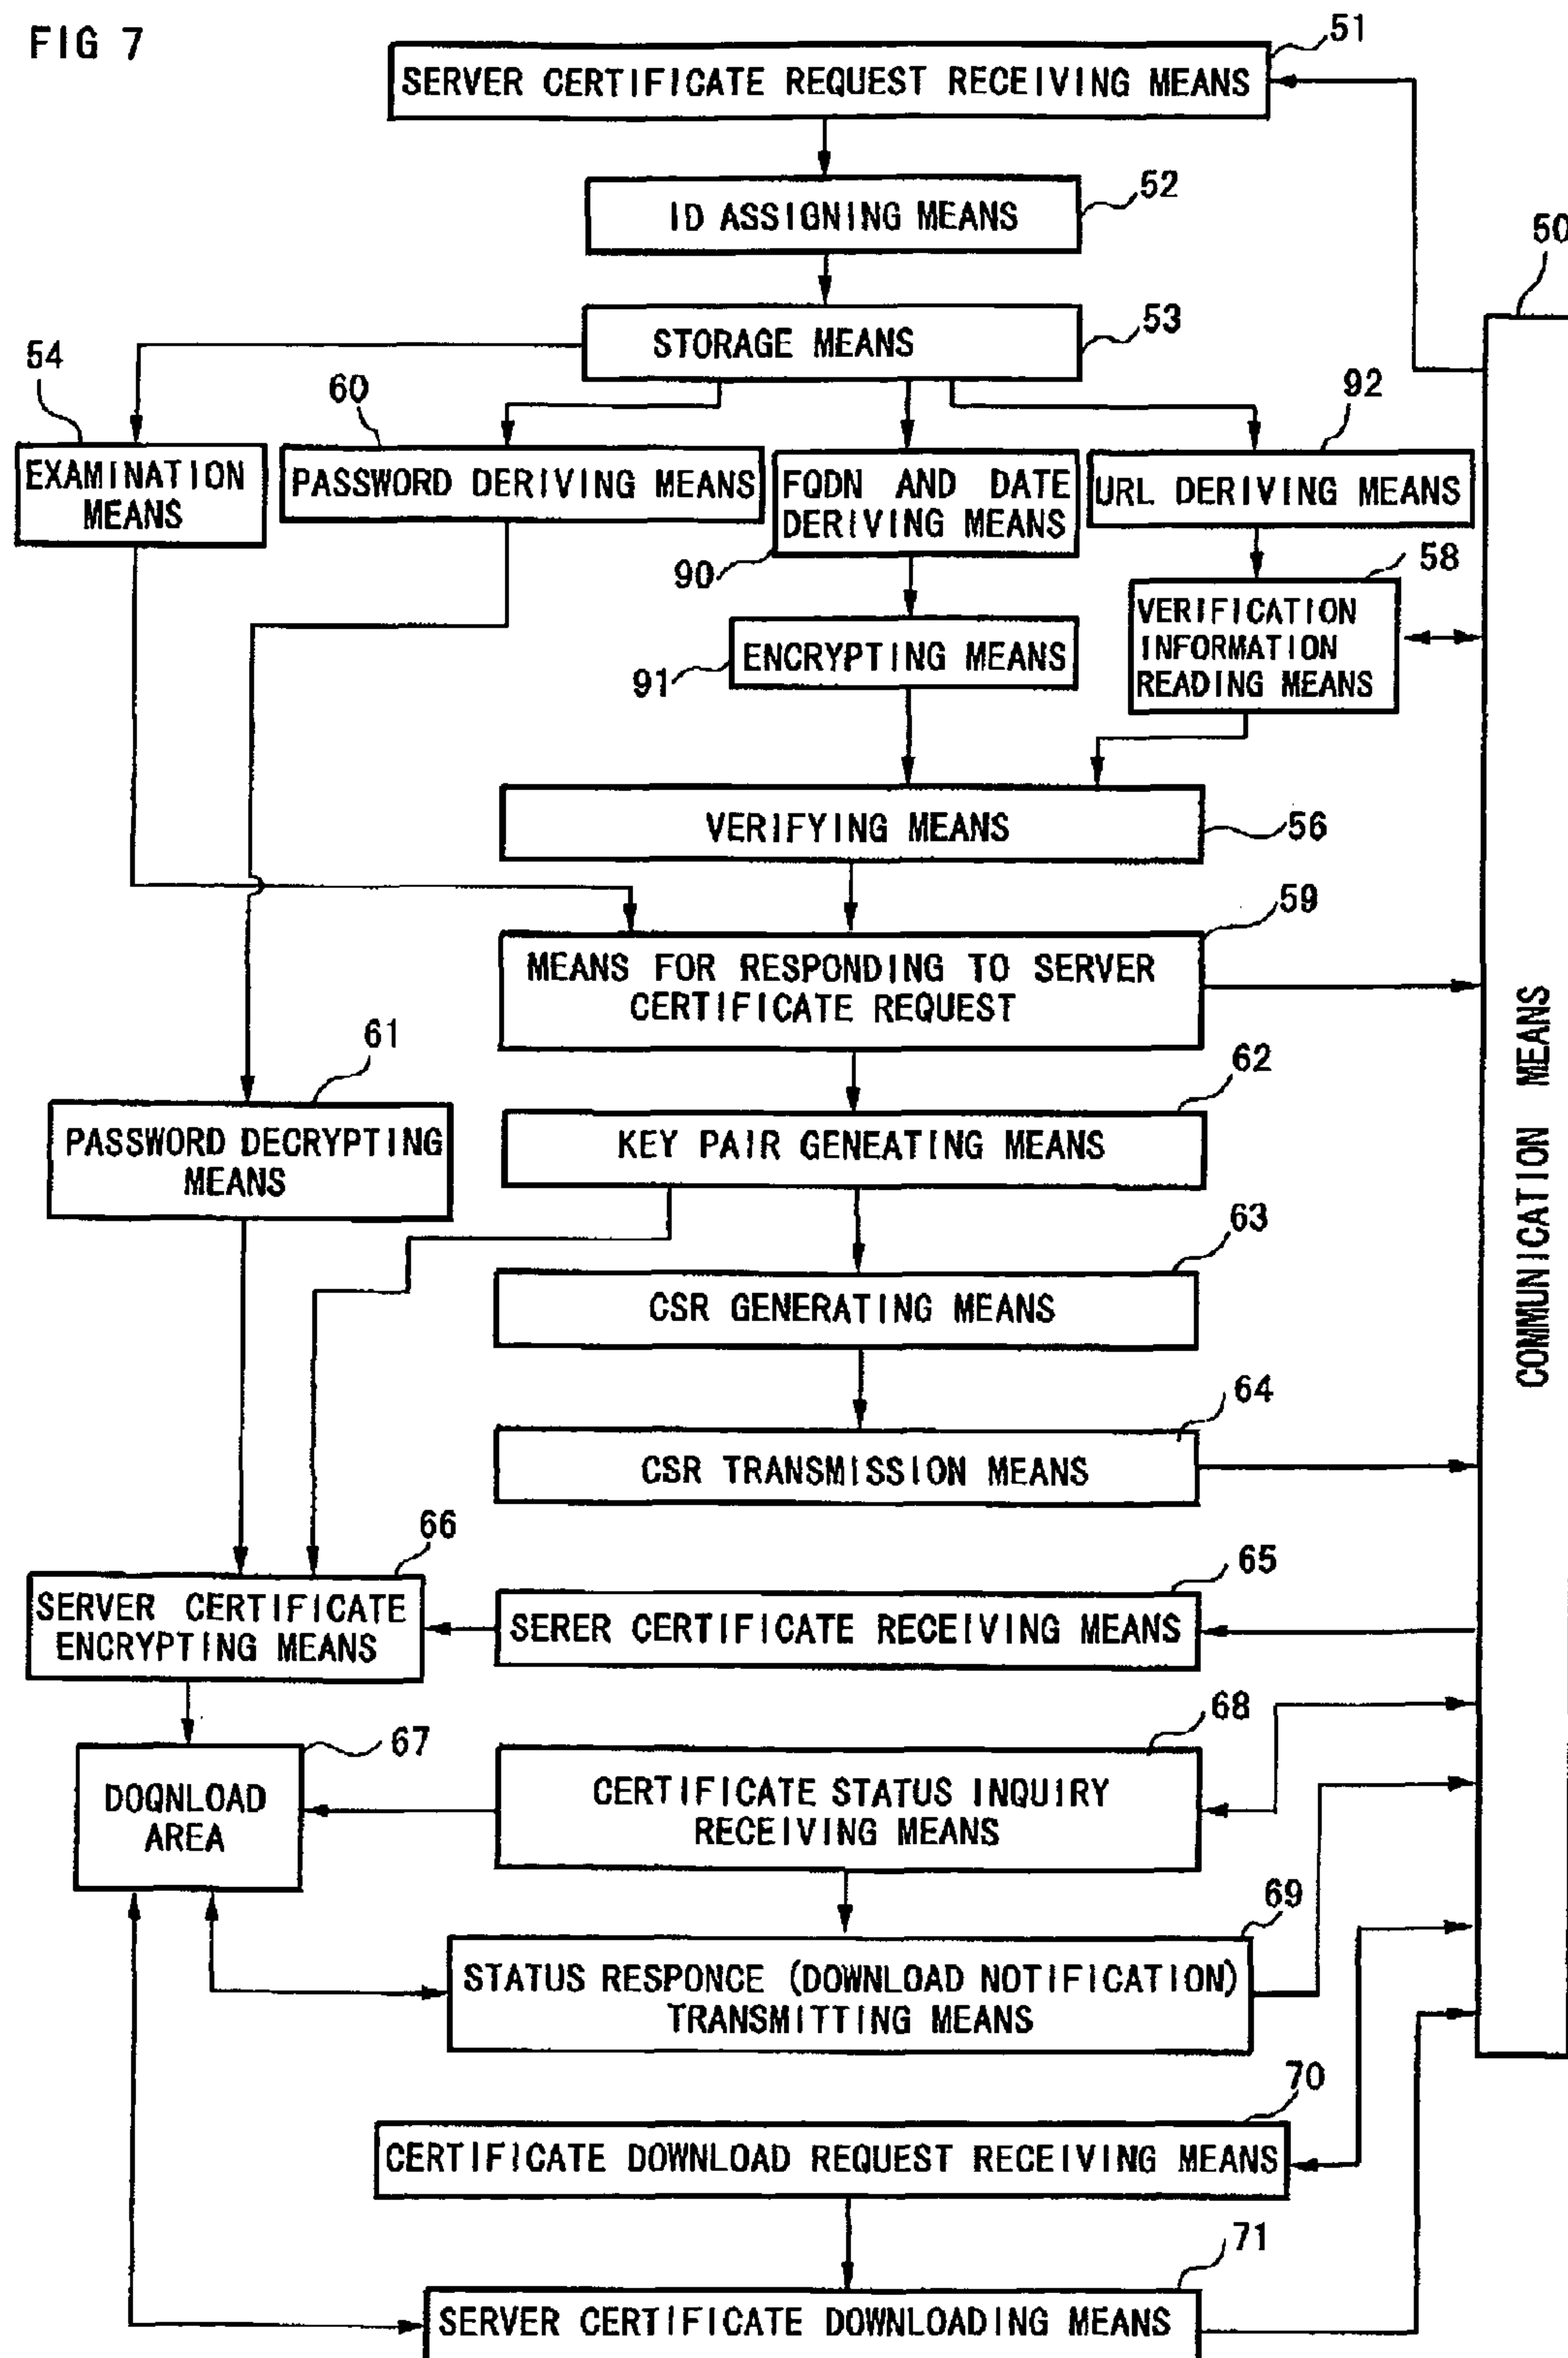 FIG 7
51
SERVER CERTIFICATE REQUEST RECEIVING MEANS
52
ID ASSIGNING MEANS
50
53
STORAGE MEANS
54
60
92
EXAMINATION
MEANS
PASSWORD DERIVING MEANS
FQDN AND DATE
DERIVING MEANS
URL DERIVING MEANS
90
58
VERIFICATION
INFORMATION
READING MEANS
ENCRYPTING MEANS
91
VERIFYING MEANS
56
59
MEANS FOR RESPONDING TO SERVER
CERTIFICATE REQUEST
COMMUNICATION MEANS
61
62
PASSWORD DECRYPTING
MEANS
KEY PAIR GENEATING MEANS
63
CSR GENERATING MEANS
64
CSR TRANSMISSION MEANS
66
65
SERVER CERTIFICATE
ENCRYPTING MEANS
SERER CERTIFICATE RECEIVING MEANS
67
68
DOQNLOAD
AREA
CERTIFICATE STATUS INQUIRY
RECEIVING MEANS
69
STATUS RESPONCE (DOWNLOAD NOTIFICATION)
TRANSMITTING MEANS
70
CERTIFICATE DOWNLOAD REQUEST RECEIVING MEANS
71
SERVER CERTIFICATE DOWNLOADING MEANS